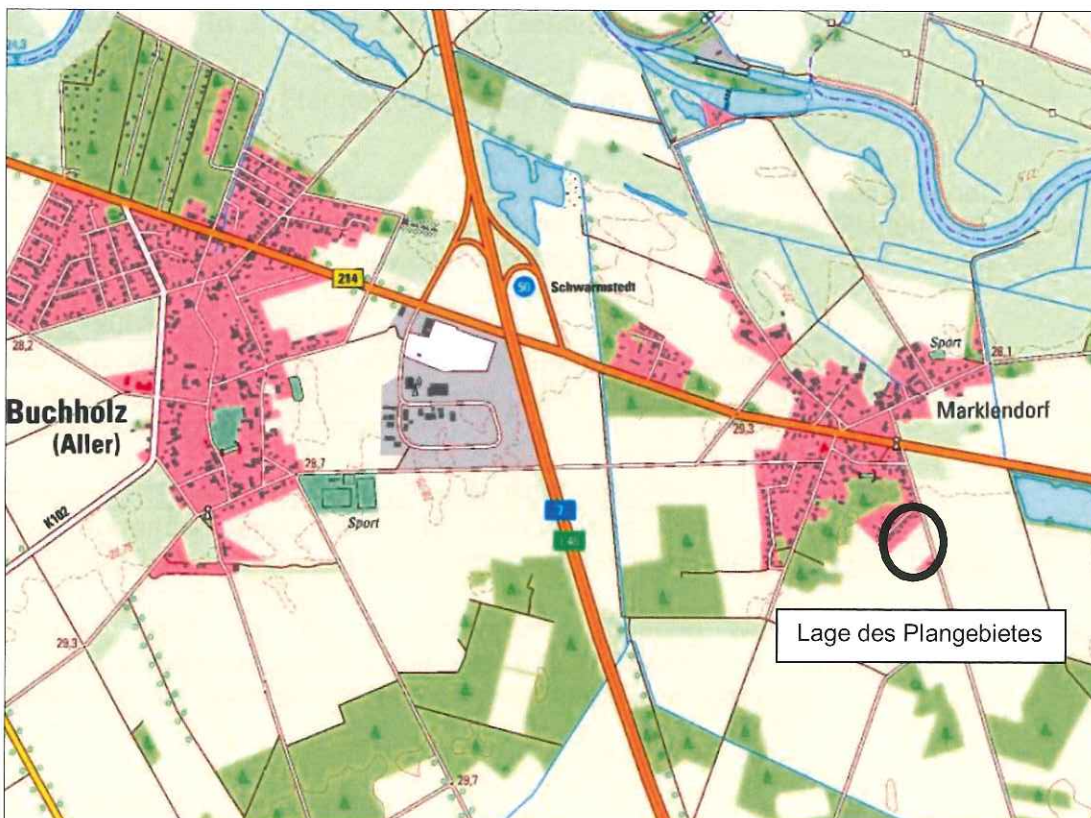 214
50
Schwarmstedt
28,2
Sport
28.1
Buchholz
(Aller)
Marklendorf
29,3
29,7
K102
Sport
7
E 45
29,3
Lage des Plangebietes
29,7